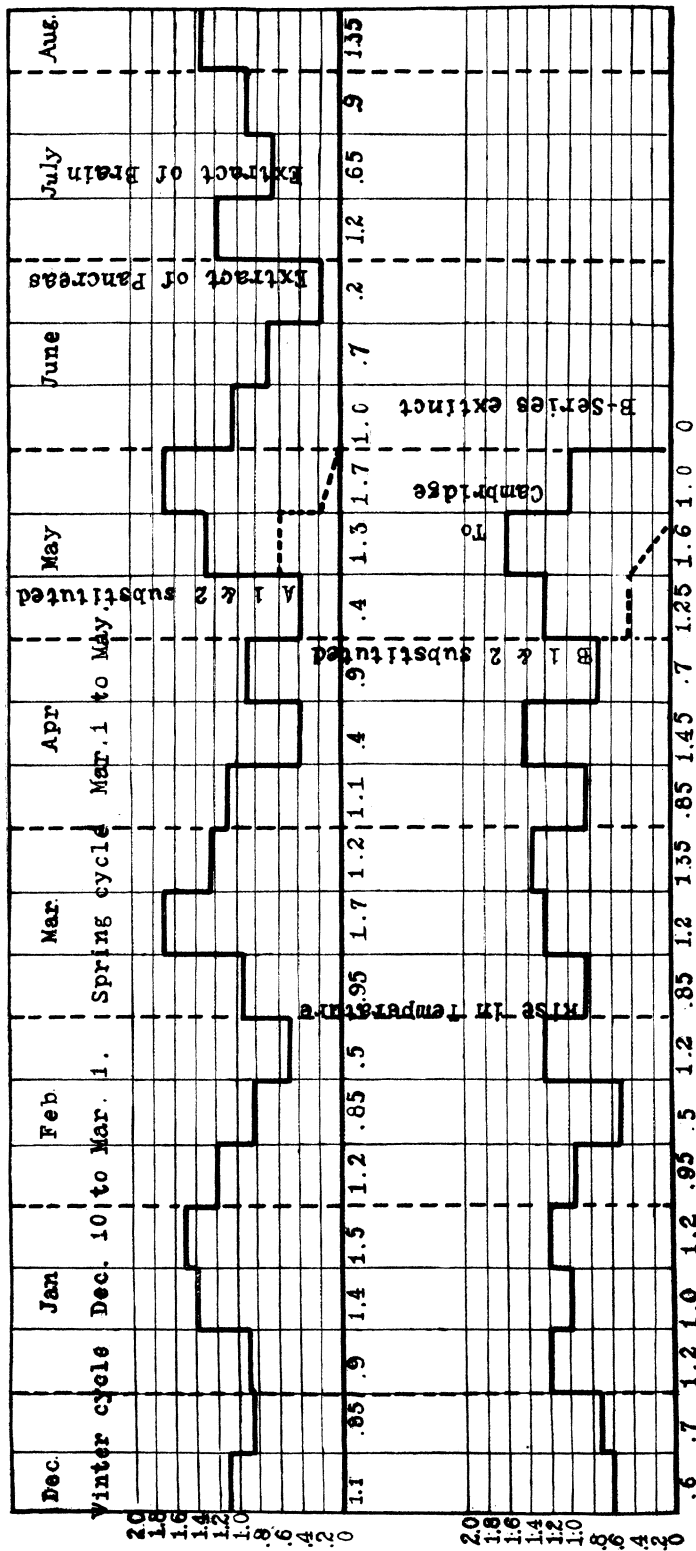 Dec. Jan Feb Mar. Apr May June July Aug.
Winter cycle Dec. 10 to Mar. 1. Spring cycle Mar. 1 to May.
2.0
1.8
1.6
1.4
1.2
1.0
.8
.6
.4
.2
0
A 1 & 2 substituted
Extract of Pancreas
Extract of Brain
1.1 .85 .9 1.4 1.5 1.2 .85 .5 .95 1.7 1.2 1.1 .4 .9 .4 1.3 1.7 1.0 .7 .2 1.2 .65 .9 1.35
Rise in Temperature
B 1 & 2 substituted
To
Cambridge
B-Series extinct
2.0
1.8
1.6
1.4
1.2
1.0
.8
.6
.4
.2
0
.6 .7 1.2 1.0 1.2 .95 .5 1.2 .85 1.2 1.35 .85 1.45 .7 1.25 1.6 1.0 0